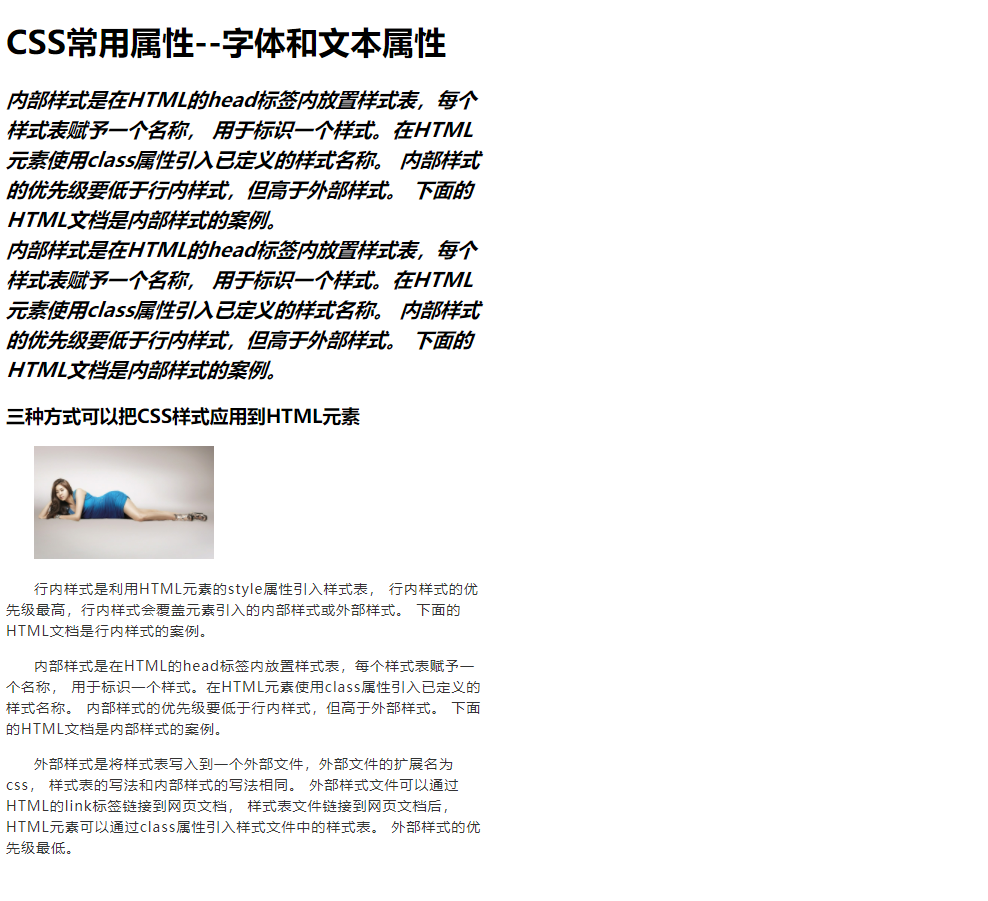 CSS常用属性--字体和文本属性
内部样式是在HTML的head标签内放置样式表，每个
样式表赋予一个名称， 用于标识一个样式。在HTML
元素使用class属性引入已定义的样式名称。 内部样式
的优先级要低于行内样式，但高于外部样式。 下面的
HTML文档是内部样式的案例。
内部样式是在HTML的head标签内放置样式表，每个
样式表赋予一个名称， 用于标识一个样式。在HTML
元素使用class属性引入已定义的样式名称。 内部样式
的优先级要低于行内样式，但高于外部样式。 下面的
HTML文档是内部样式的案例。
三种方式可以把CSS样式应用到HTML元素
行内样式是利用HTML元素的style属性引入样式表， 行内样式的优
先级最高，行内样式会覆盖元素引入的内部样式或外部样式。 下面的
HTML文档是行内样式的案例。
内部样式是在HTML的head标签内放置样式表，每个样式表赋予一
个名称， 用于标识一个样式。在HTML元素使用class属性引入已定义的
样式名称。 内部样式的优先级要低于行内样式，但高于外部样式。 下面
的HTML文档是内部样式的案例。
外部样式是将样式表写入到一个外部文件，外部文件的扩展名为
css， 样式表的写法和内部样式的写法相同。 外部样式文件可以通过
HTML的link标签链接到网页文档， 样式表文件链接到网页文档后，
HTML元素可以通过class属性引入样式文件中的样式表。 外部样式的优
先级最低。